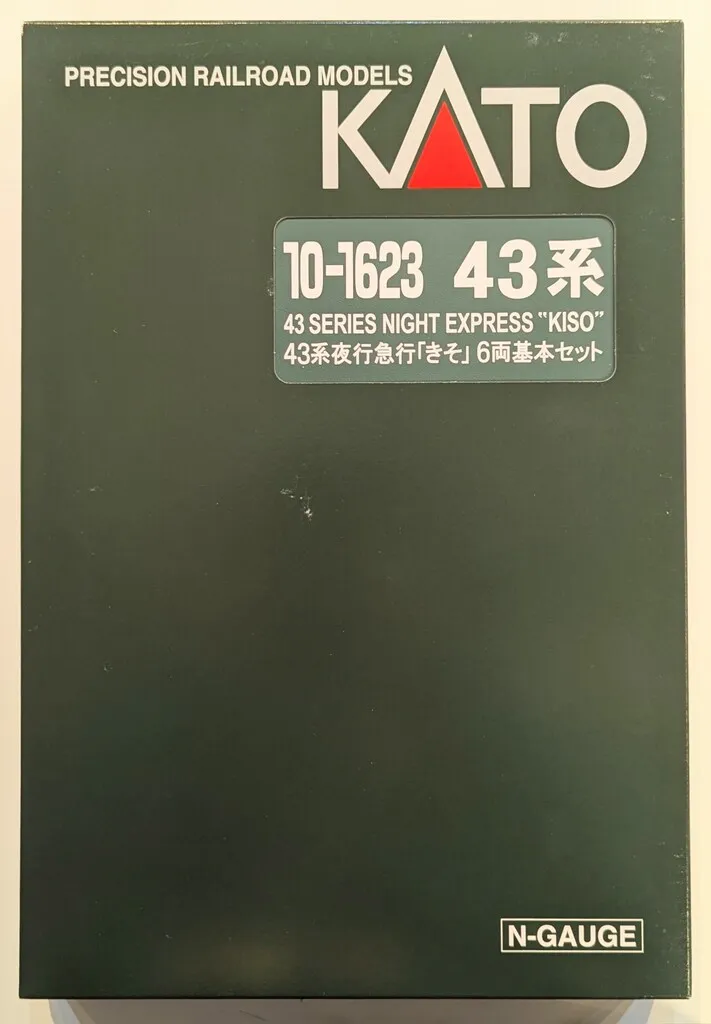 PRECISION RAILROAD MODELS
KATO
10-1623 43系
43 SERIES NIGHT EXPRESS "KISO"
43系夜行急行「きそ」6両基本セット
N-GAUGE